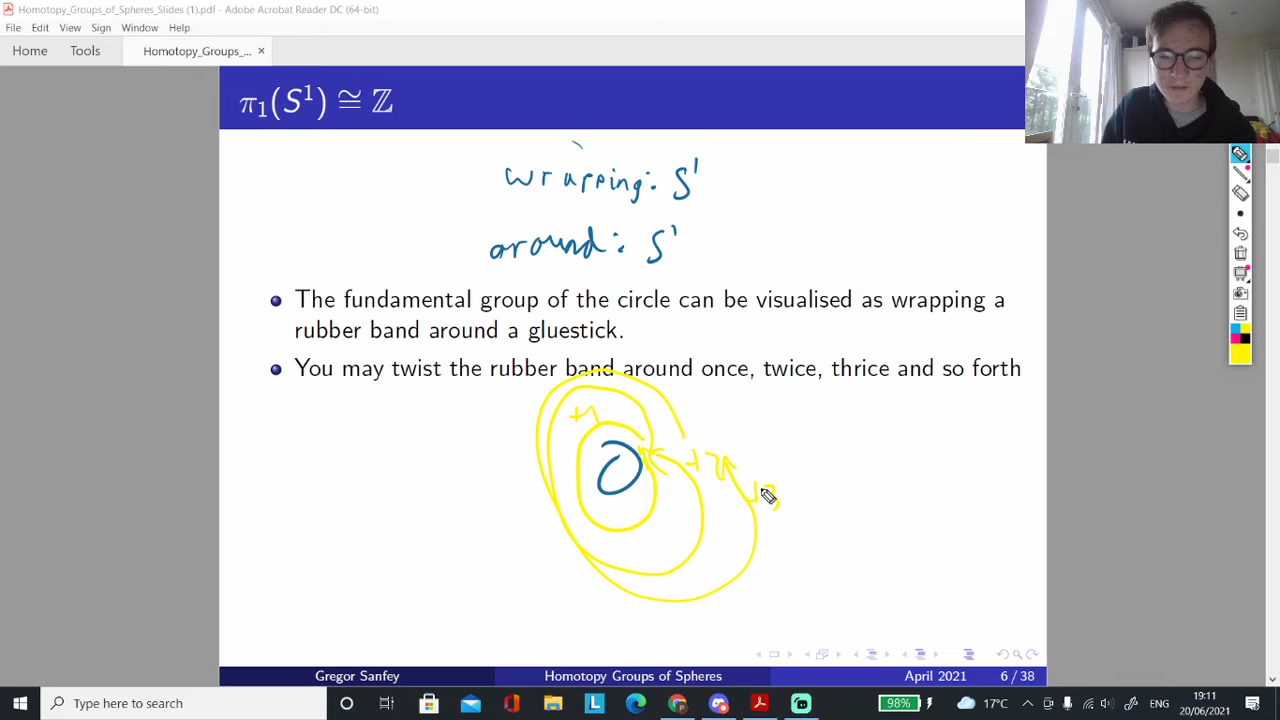 Homotopy_Groups_of_Spheres_Slides (1).pdf - Adobe Acrobat Reader DC (64-bit)
File Edit View Sign Window Help
Home Tools Homotopy_Groups_... ×
π₁(S¹) ≅ ℤ
wrapping: S¹
around: S¹
The fundamental group of the circle can be visualised as wrapping a
rubber band around a gluestick.
You may twist the rubber band around once, twice, thrice and so forth
+1
+2
+3
Gregor Sanfey Homotopy Groups of Spheres April 2021 6 / 38
Type here to search
98% 17°C ENG 19:11
20/06/2021